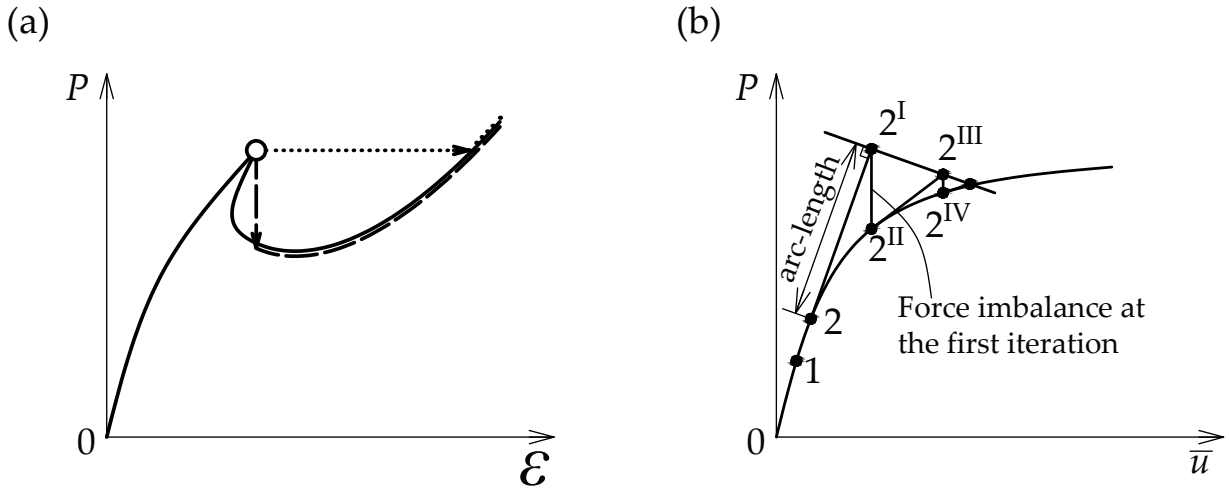 (a)
P
0
ε
(b)
P
2^I
2^III
2^IV
2^II
arc-length
2
1
Force imbalance at
the first iteration
0
u̅